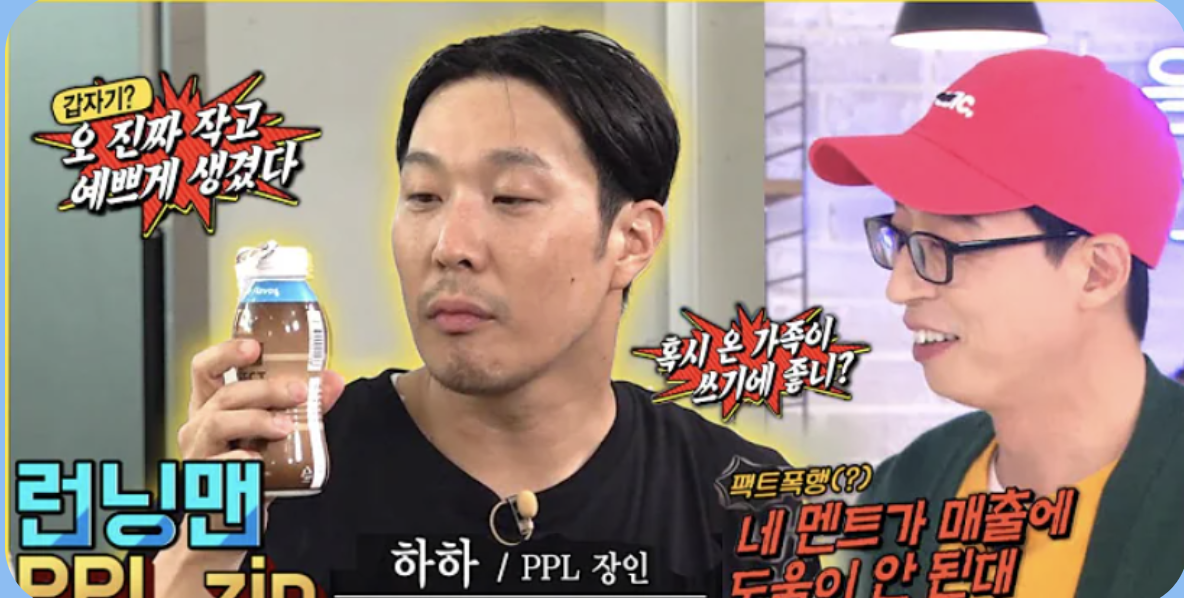 갑자기?
오 진짜 작고
예쁘게 생겼다
혹시 온 가족이
쓰기에 좋니?
런닝맨
PPL .zip
하하 / PPL 장인
팩트폭행(?)
네 멘트가 매출에
도움이 안 된대